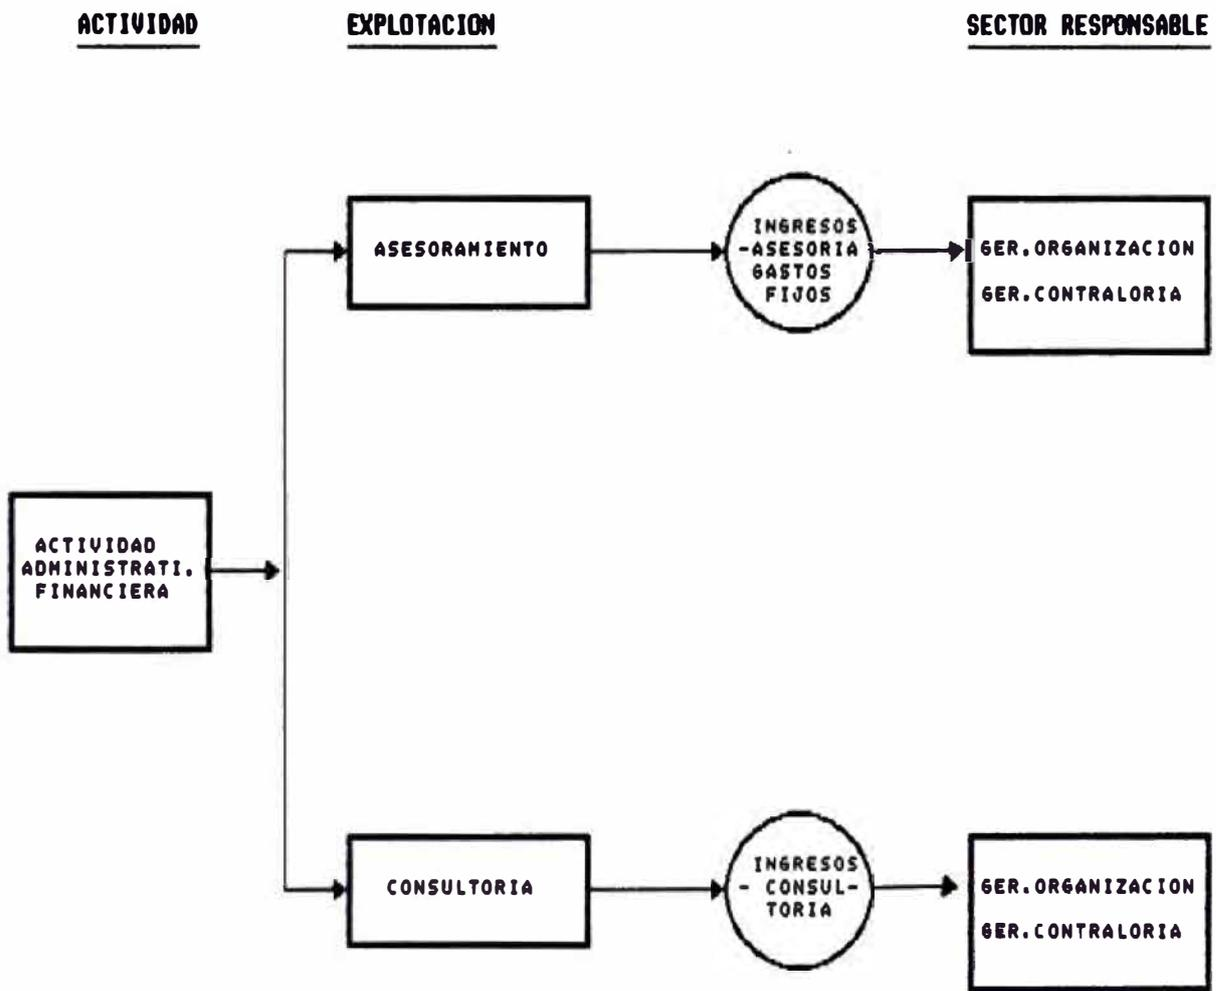 ACTIVIDAD
EXPLOTACION
SECTOR RESPONSABLE
ASESORAMIENTO
INGRESOS
-ASESORIA
GASTOS
FIJOS
GER.ORGANIZACION
GER.CONTRALORIA
ACTIVIDAD
ADMINISTRATI.
FINANCIERA
CONSULTORIA
INGRESOS
- CONSUL-
TORIA
GER.ORGANIZACION
GER.CONTRALORIA